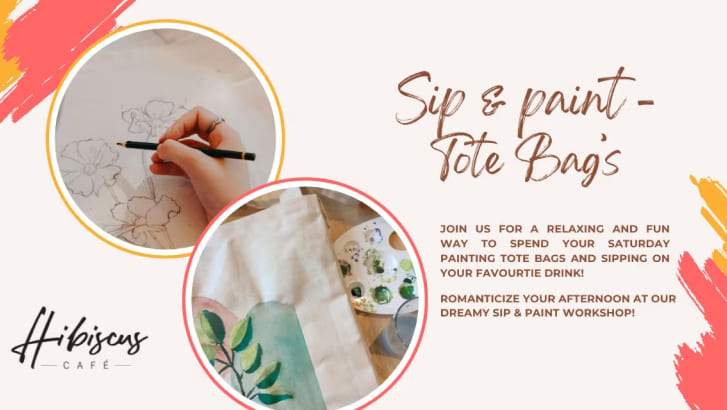 Sip & paint -
Tote Bag's
JOIN US FOR A RELAXING AND FUN
WAY TO SPEND YOUR SATURDAY
PAINTING TOTE BAGS AND SIPPING ON
YOUR FAVOURTIE DRINK!
ROMANTICIZE YOUR AFTERNOON AT OUR
DREAMY SIP & PAINT WORKSHOP!
Hibiscus
CAFÉ